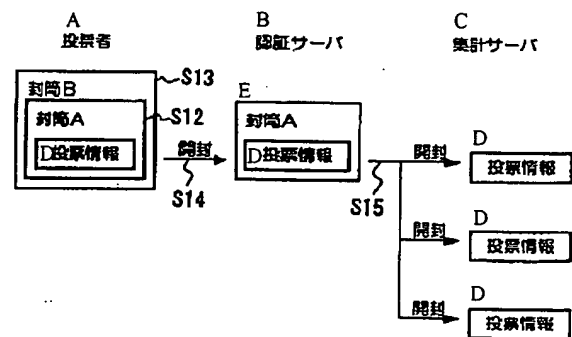 A
投票者
B
認証サーバ
C
集計サーバ
封筒B
S13
封筒A
S12
D投票情報
開封
S14
E
封筒A
D投票情報
S15
開封
D
投票情報
開封
D
投票情報
開封
D
投票情報